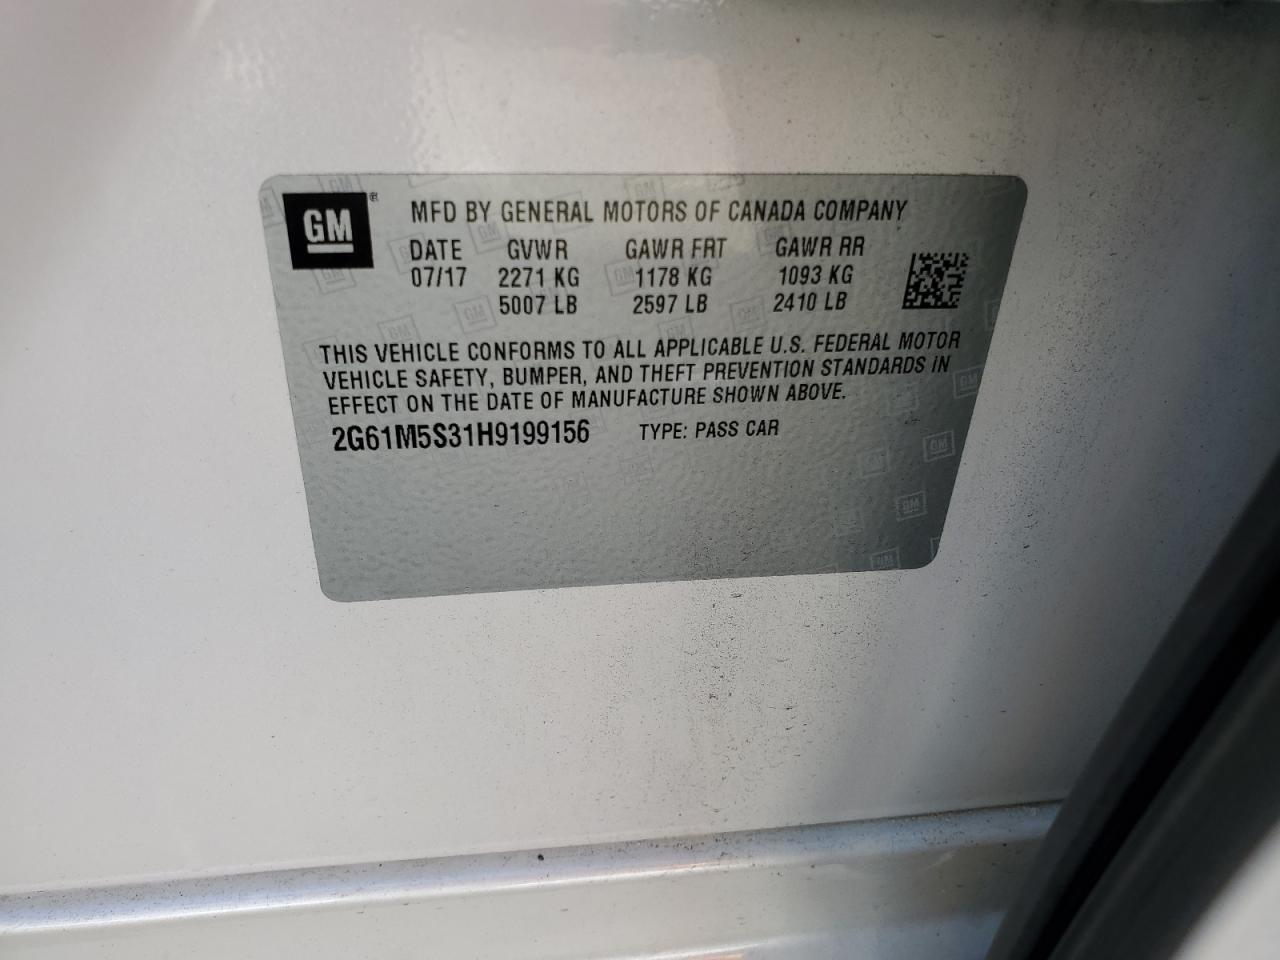 GM®
MFD BY GENERAL MOTORS OF CANADA COMPANY
DATE GVWR GAWR FRT GAWR RR
07/17 2271 KG 1178 KG 1093 KG
5007 LB 2597 LB 2410 LB
THIS VEHICLE CONFORMS TO ALL APPLICABLE U.S. FEDERAL MOTOR
VEHICLE SAFETY, BUMPER, AND THEFT PREVENTION STANDARDS IN
EFFECT ON THE DATE OF MANUFACTURE SHOWN ABOVE.
2G61M5S31H9199156 TYPE: PASS CAR